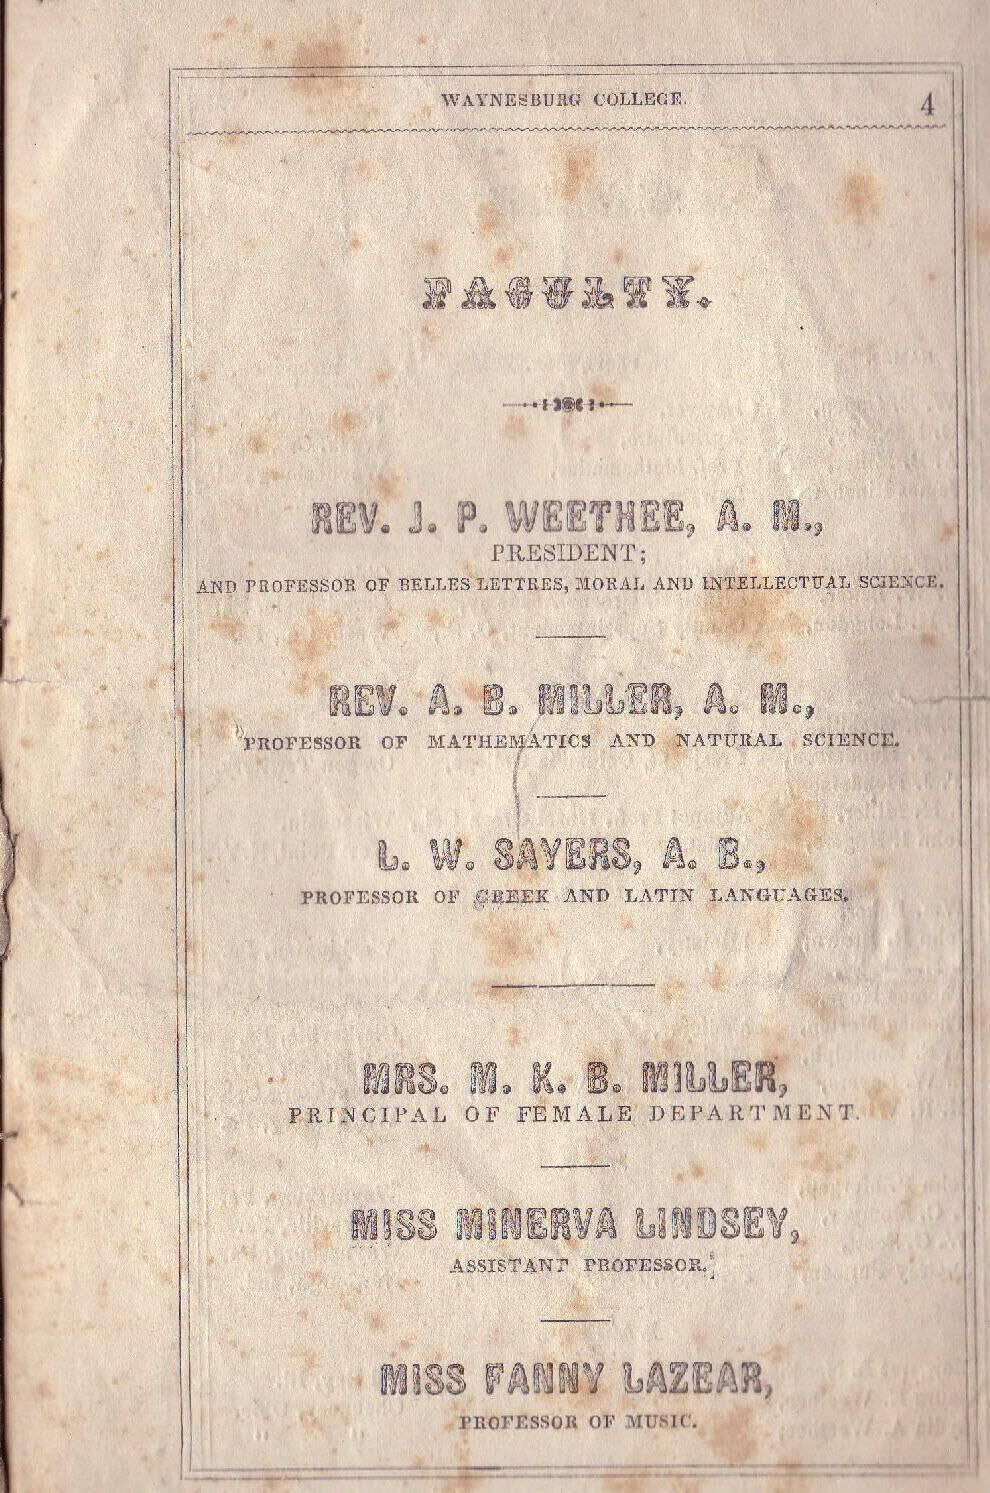 WAYNESBURG COLLEGE.
4
FACULTY.
REV. J. P. WEETHEE, A. M.,
PRESIDENT;
AND PROFESSOR OF BELLES LETTRES, MORAL AND INTELLECTUAL SCIENCE.
REV. A. B. MILLER, A. M.,
PROFESSOR OF MATHEMATICS AND NATURAL SCIENCE.
L. W. SAYERS, A. B.,
PROFESSOR OF GREEK AND LATIN LANGUAGES.
MRS. M. K. B. MILLER,
PRINCIPAL OF FEMALE DEPARTMENT.
MISS MINERVA LINDSEY,
ASSISTANT PROFESSOR.
MISS FANNY LAZEAR,
PROFESSOR OF MUSIC.